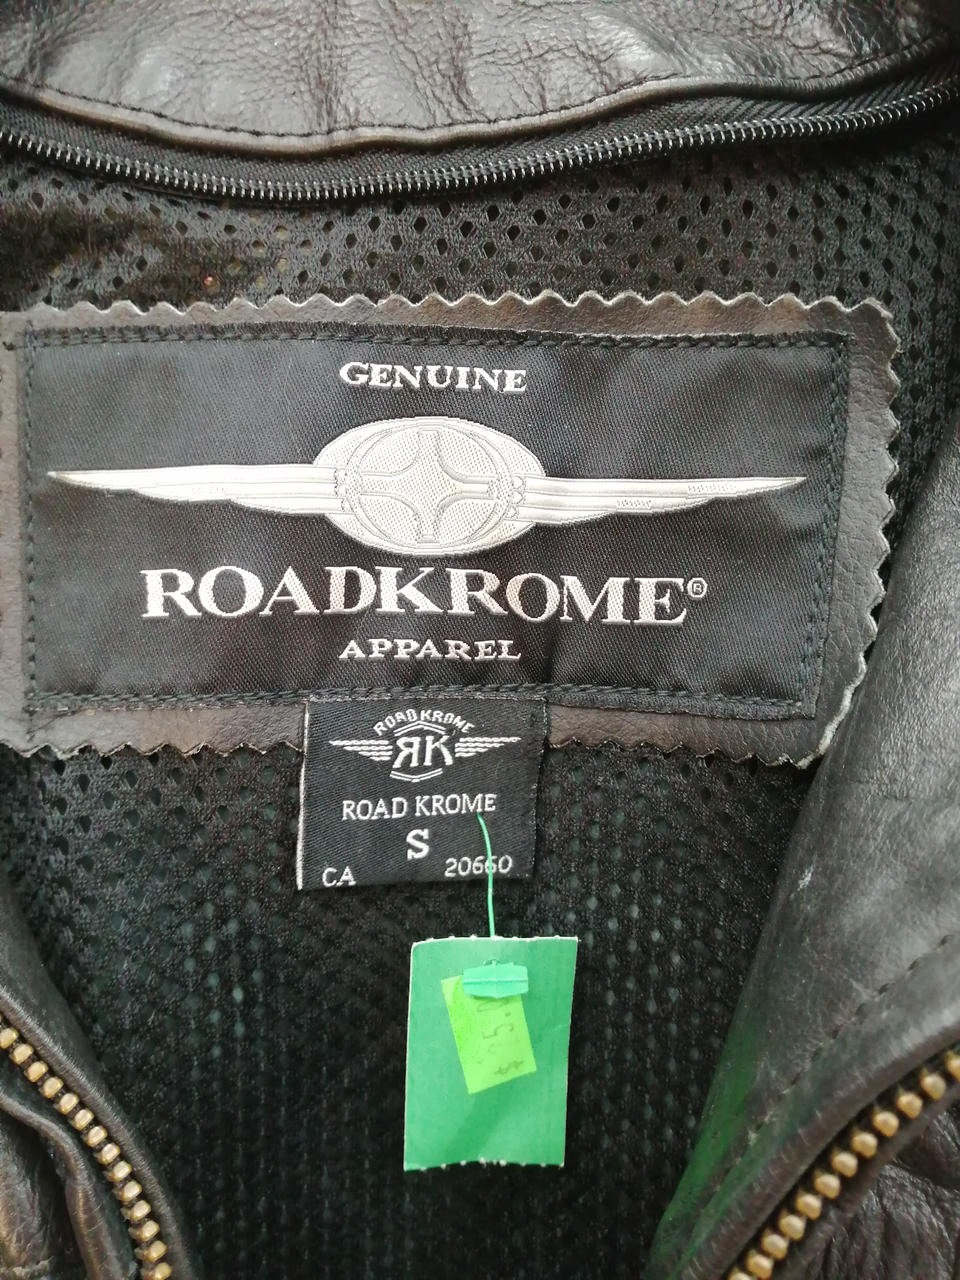 GENUINE
ROADKROME®
APPAREL
ROAD KROME
RK
ROAD KROME
S
CA 20660